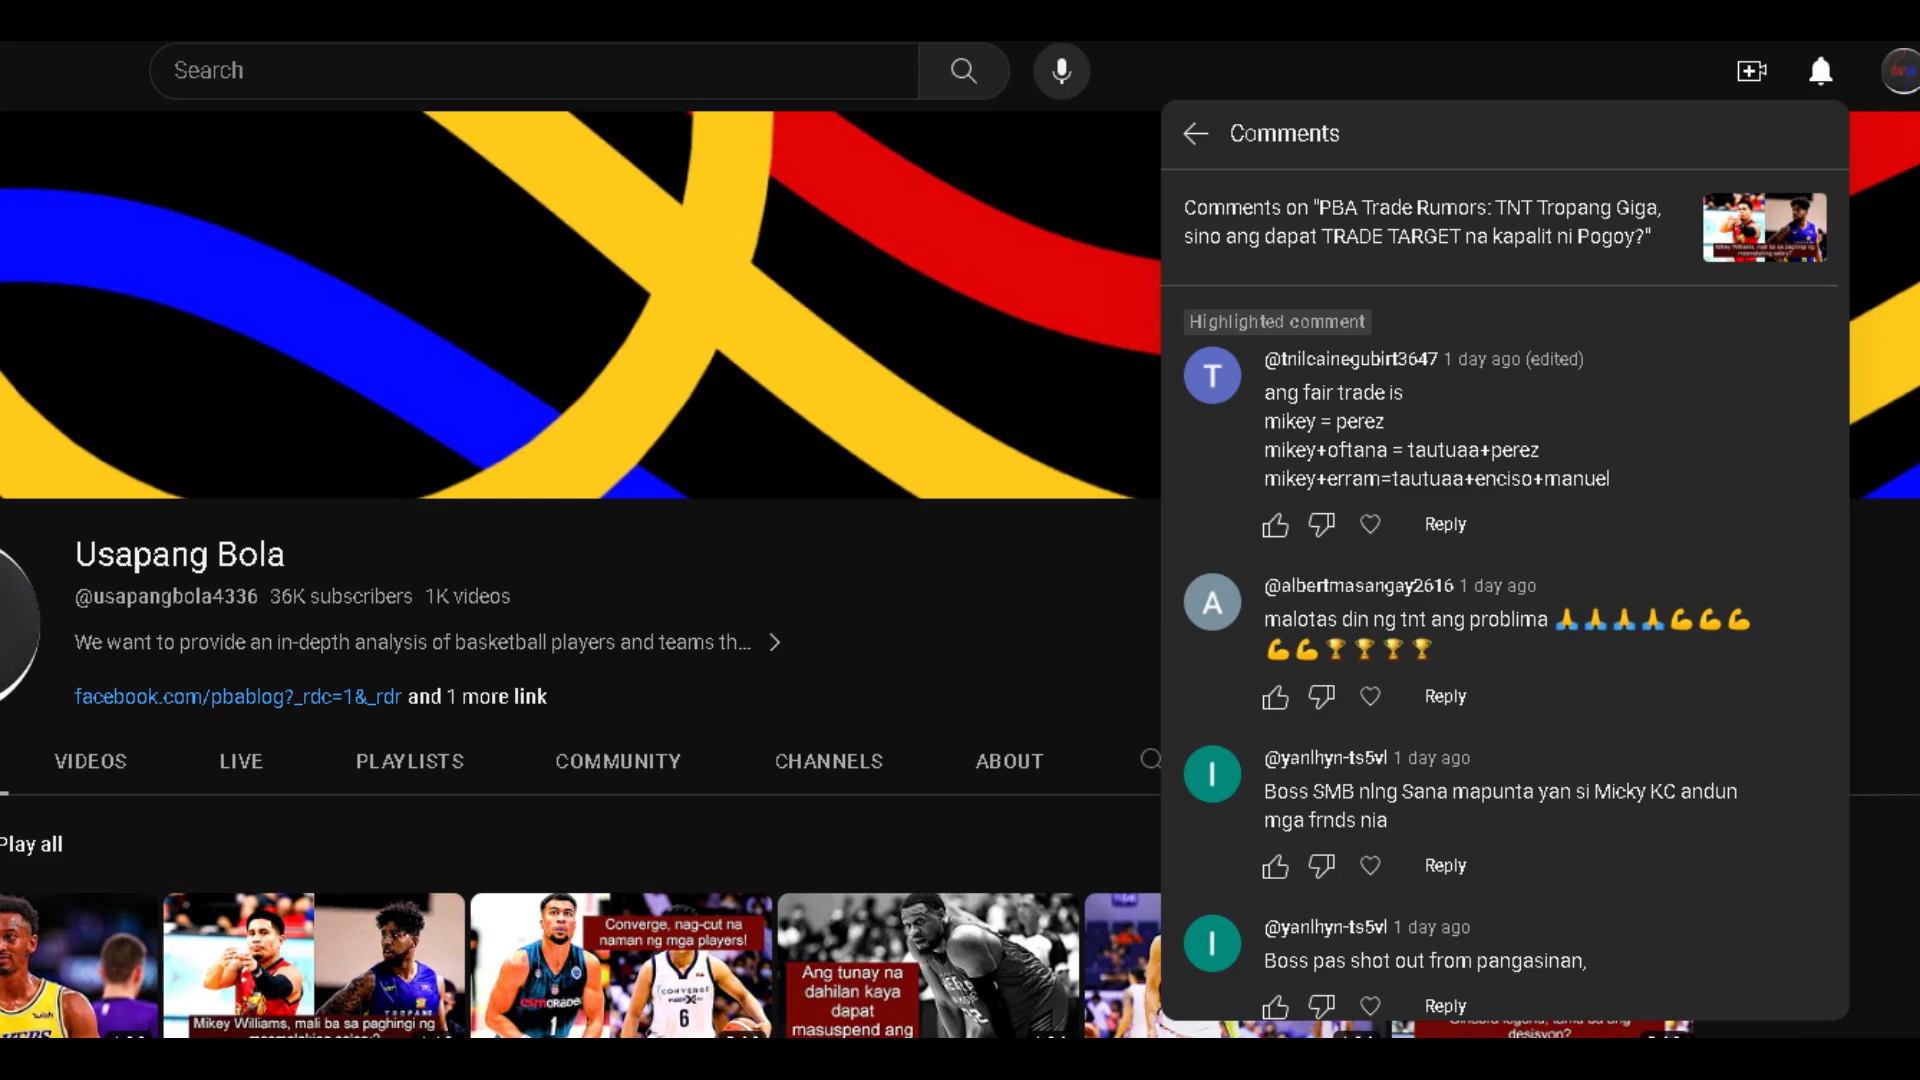 Search
Comments
Comments on "PBA Trade Rumors: TNT Tropang Giga,
sino ang dapat TRADE TARGET na kapalit ni Pogoy?"
Highlighted comment
T
@tnilcainegubirt3647 1 day ago (edited)
ang fair trade is
mikey = perez
mikey+oftana = tautuaa+perez
mikey+erram=tautuaa+enciso+manuel
Reply
A
@albertmasangay2616 1 day ago
malotas din ng tnt ang problima 🙏🙏🙏🙏💪💪💪
💪💪🏆🏆🏆🏆
Reply
I
@yanlhyn-ts5vl 1 day ago
Boss SMB nlng Sana mapunta yan si Micky KC andun
mga frnds nia
Reply
I
@yanlhyn-ts5vl 1 day ago
Boss pas shot out from pangasinan,
Reply
Usapang Bola
@usapangbola4336 36K subscribers 1K videos
We want to provide an in-depth analysis of basketball players and teams th...
facebook.com/pbablog?_rdc=1&_rdr and 1 more link
VIDEOS LIVE PLAYLISTS COMMUNITY CHANNELS ABOUT
Play all
Mikey Williams, mali ba sa paghingi ng
Converge, nag-cut na
naman ng mga players!
CONVERGE
6
1
Ang tunay na
dahilan kaya
dapat
masuspend ang
desisyon?